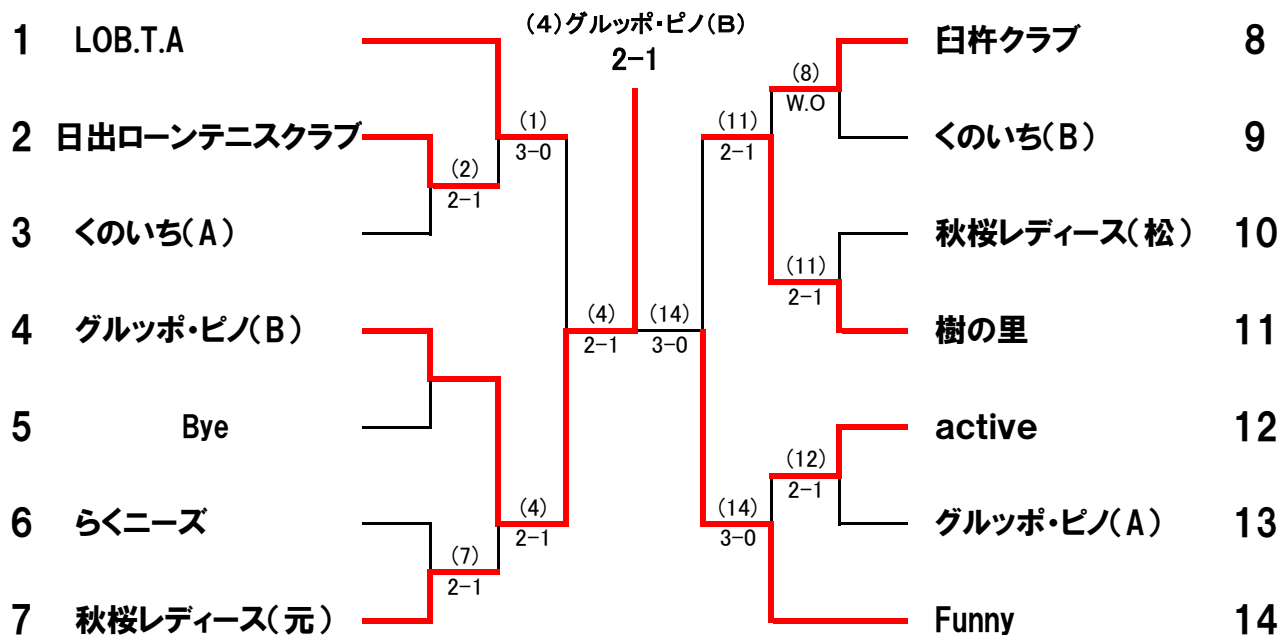 (4)グルッポ・ピノ(B)
2-1
1 LOB.T.A
2 日出ローンテニスクラブ
3 くのいち(A)
4 グルッポ・ピノ(B)
5 Bye
6 らくニーズ
7 秋桜レディース(元)
(2)
2-1
(7)
2-1
(1)
3-0
(4)
2-1
(4)
2-1
(14)
3-0
(11)
2-1
(14)
3-0
(8)
W.O
(11)
2-1
(12)
2-1
臼杵クラブ 8
くのいち(B) 9
秋桜レディース(松) 10
樹の里 11
active 12
グルッポ・ピノ(A) 13
Funny 14